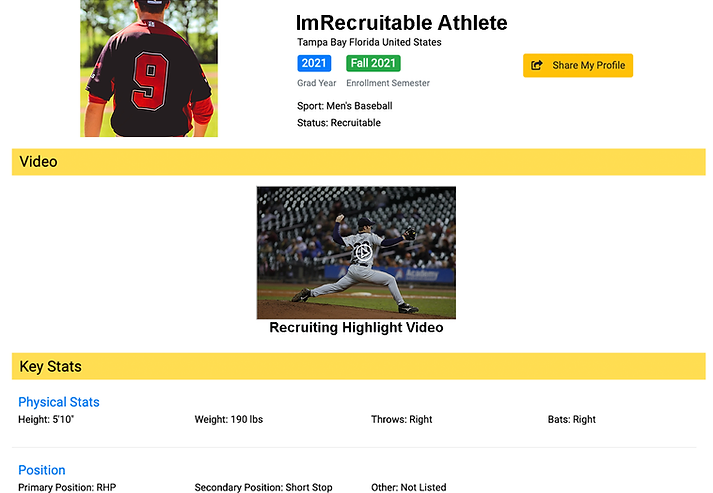 9
ImRecruitable Athlete
Tampa Bay Florida United States
2021 Fall 2021
Grad Year Enrollment Semester
Share My Profile
Sport: Men's Baseball
Status: Recruitable
Video
Academy
Recruiting Highlight Video
Key Stats
Physical Stats
Height: 5'10" Weight: 190 lbs Throws: Right Bats: Right
Position
Primary Position: RHP Secondary Position: Short Stop Other: Not Listed